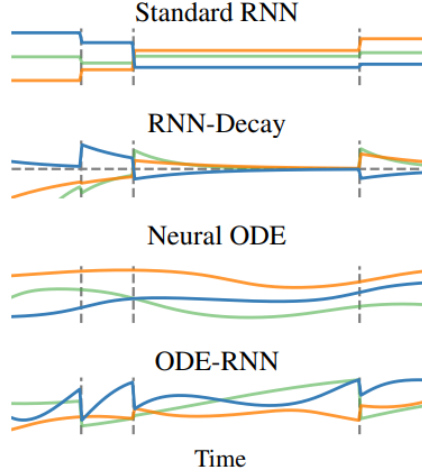 Standard RNN
RNN-Decay
Neural ODE
ODE-RNN
Time